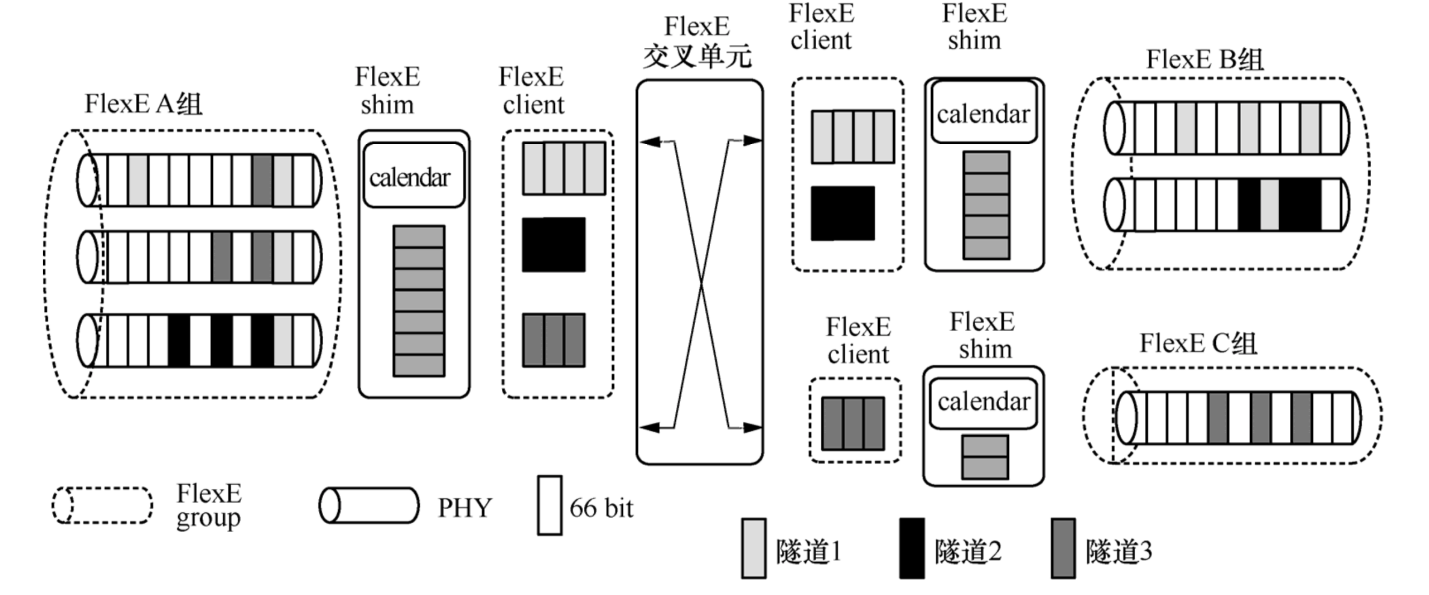 FlexE A组
FlexE
shim
calendar
FlexE
client
FlexE
交叉单元
FlexE
client
FlexE
shim
calendar
FlexE B组
FlexE
client
FlexE
shim
calendar
FlexE C组
FlexE
group
PHY
66 bit
隧道1
隧道2
隧道3